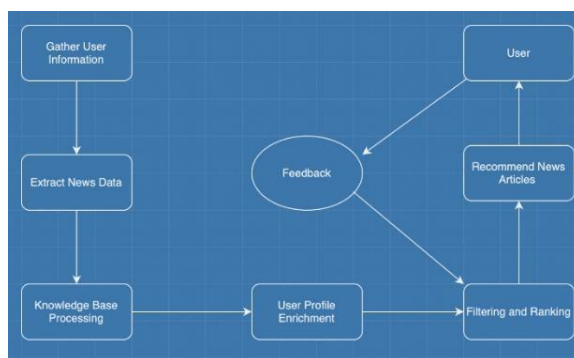 Gather User
Information
User
Extract News Data
Feedback
Recommend News
Articles
Knowledge Base
Processing
User Profile
Enrichment
Filtering and Ranking